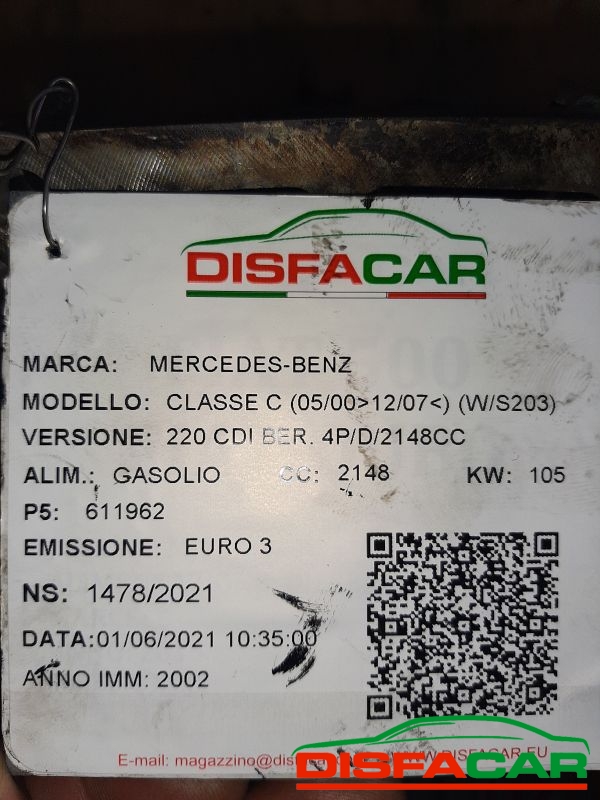 DISFACAR
MARCA: MERCEDES-BENZ
MODELLO: CLASSE C (05/00>12/07<) (W/S203)
VERSIONE: 220 CDI BER. 4P/D/2148CC
ALIM.: GASOLIO CC: 2148 KW: 105
P5: 611962
EMISSIONE: EURO 3
NS: 1478/2021
DATA:01/06/2021 10:35:00
ANNO IMM: 2002
E-mail: WWW.DISFACAR.EU
DISFACAR